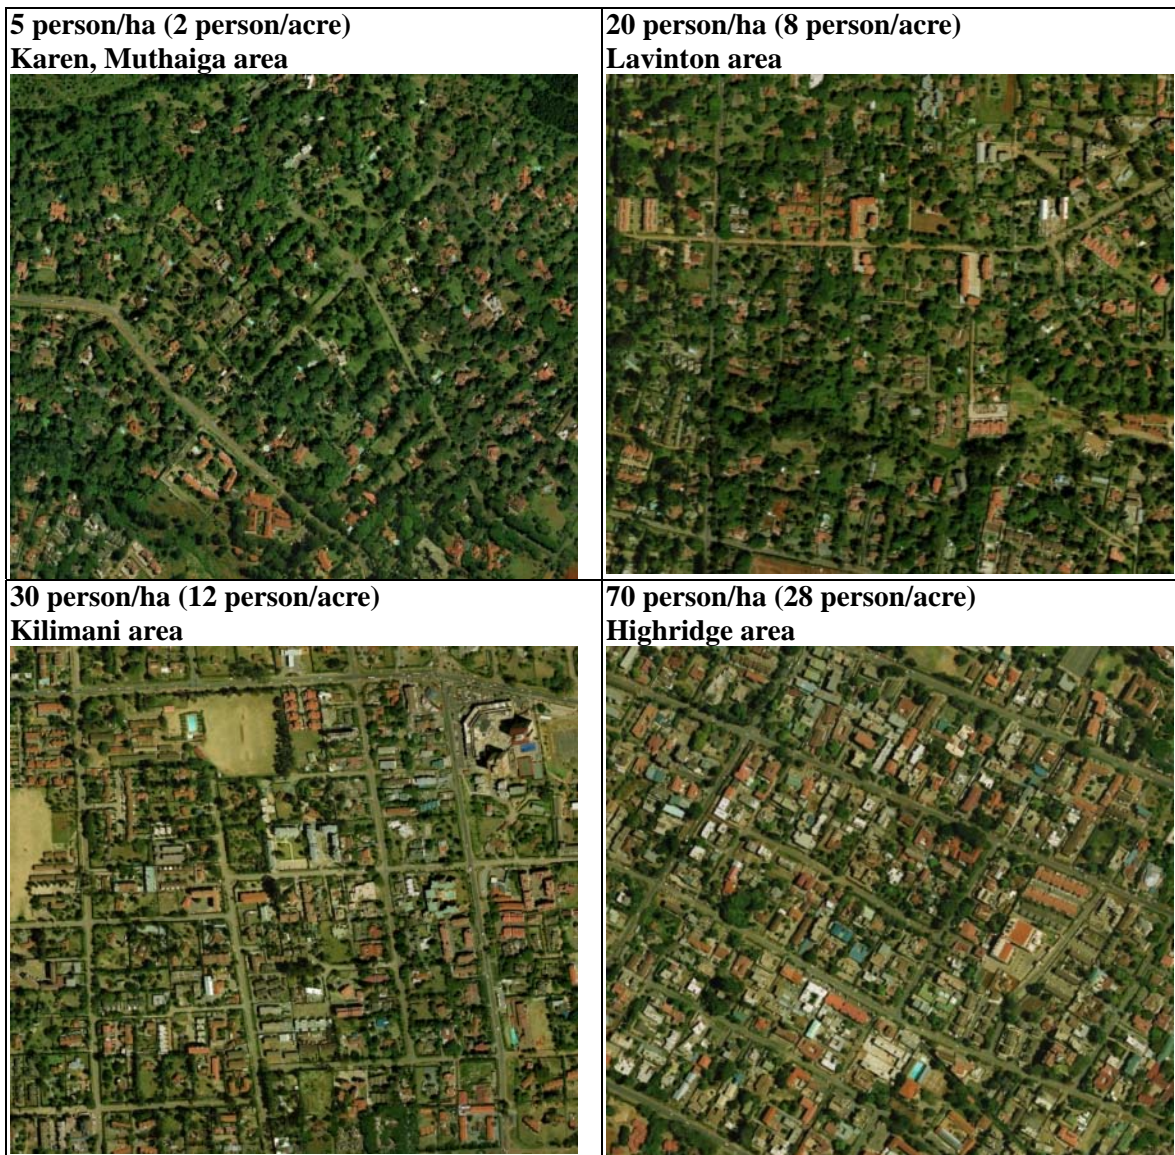 5 person/ha (2 person/acre)
Karen, Muthaiga area
20 person/ha (8 person/acre)
Lavinton area
30 person/ha (12 person/acre)
Kilimani area
70 person/ha (28 person/acre)
Highridge area